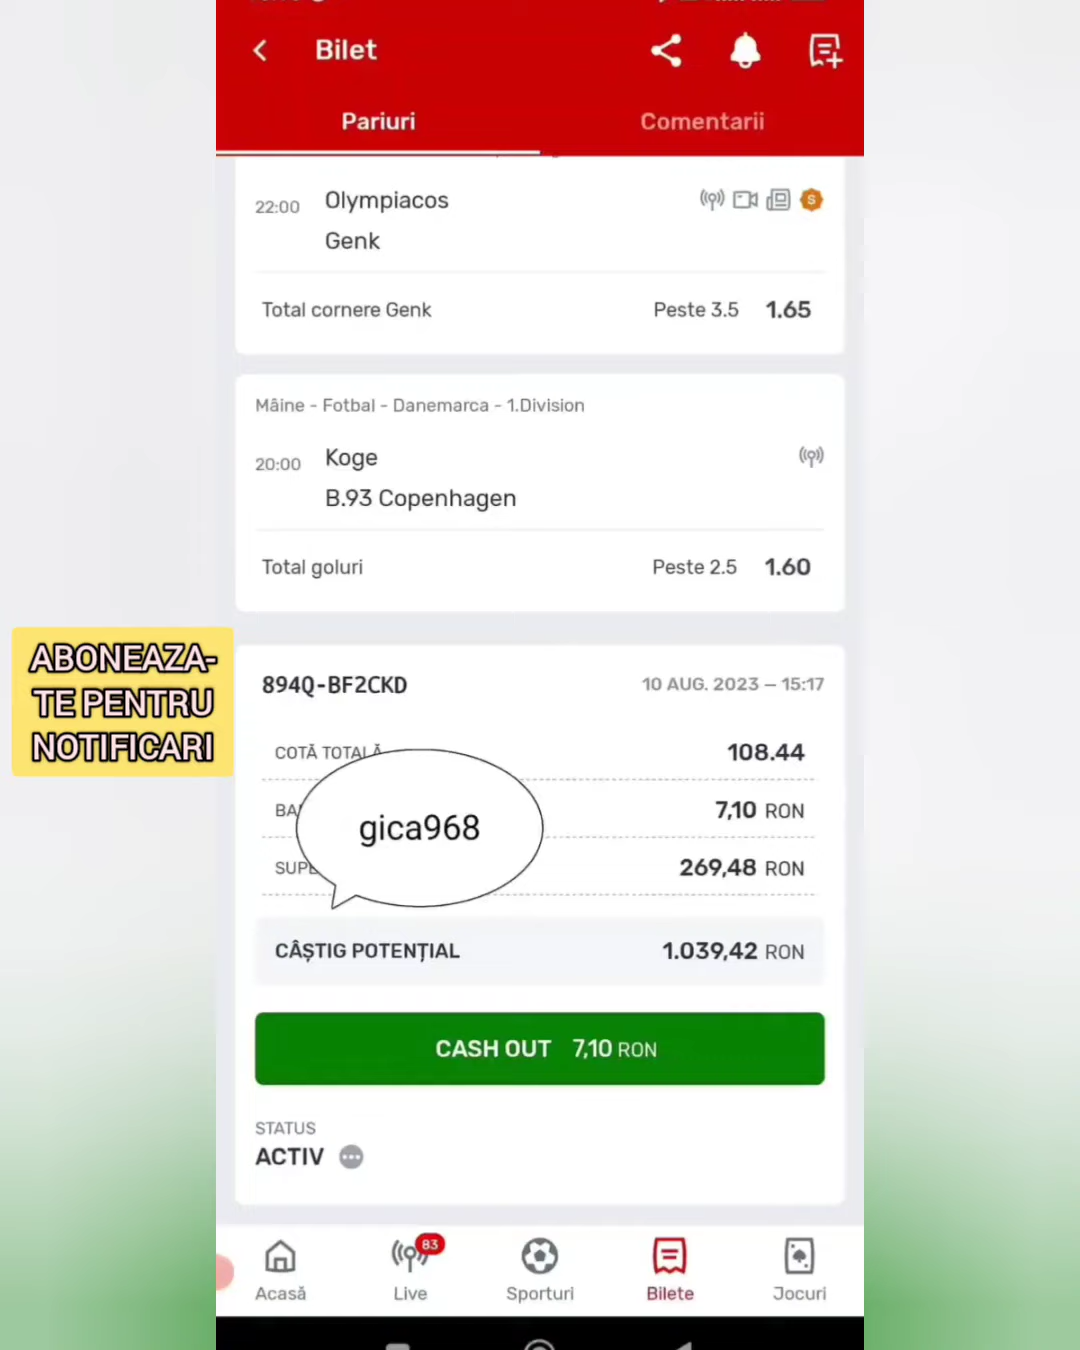 Bilet
Pariuri
Comentarii
22:00
Olympiacos
Genk
S
Total cornere Genk
Peste 3.5
1.65
Mâine - Fotbal - Danemarca - 1.Division
20:00
Koge
B.93 Copenhagen
Total goluri
Peste 2.5
1.60
ABONEAZA-
TE PENTRU
NOTIFICARI
894Q-BF2CKD
10 AUG. 2023 – 15:17
COTĂ TOTALĂ
108.44
7,10 RON
gica968
269,48 RON
CÂȘTIG POTENȚIAL
1.039,42 RON
CASH OUT 7,10 RON
STATUS
ACTIV
83
Acasă
Live
Sporturi
Bilete
Jocuri